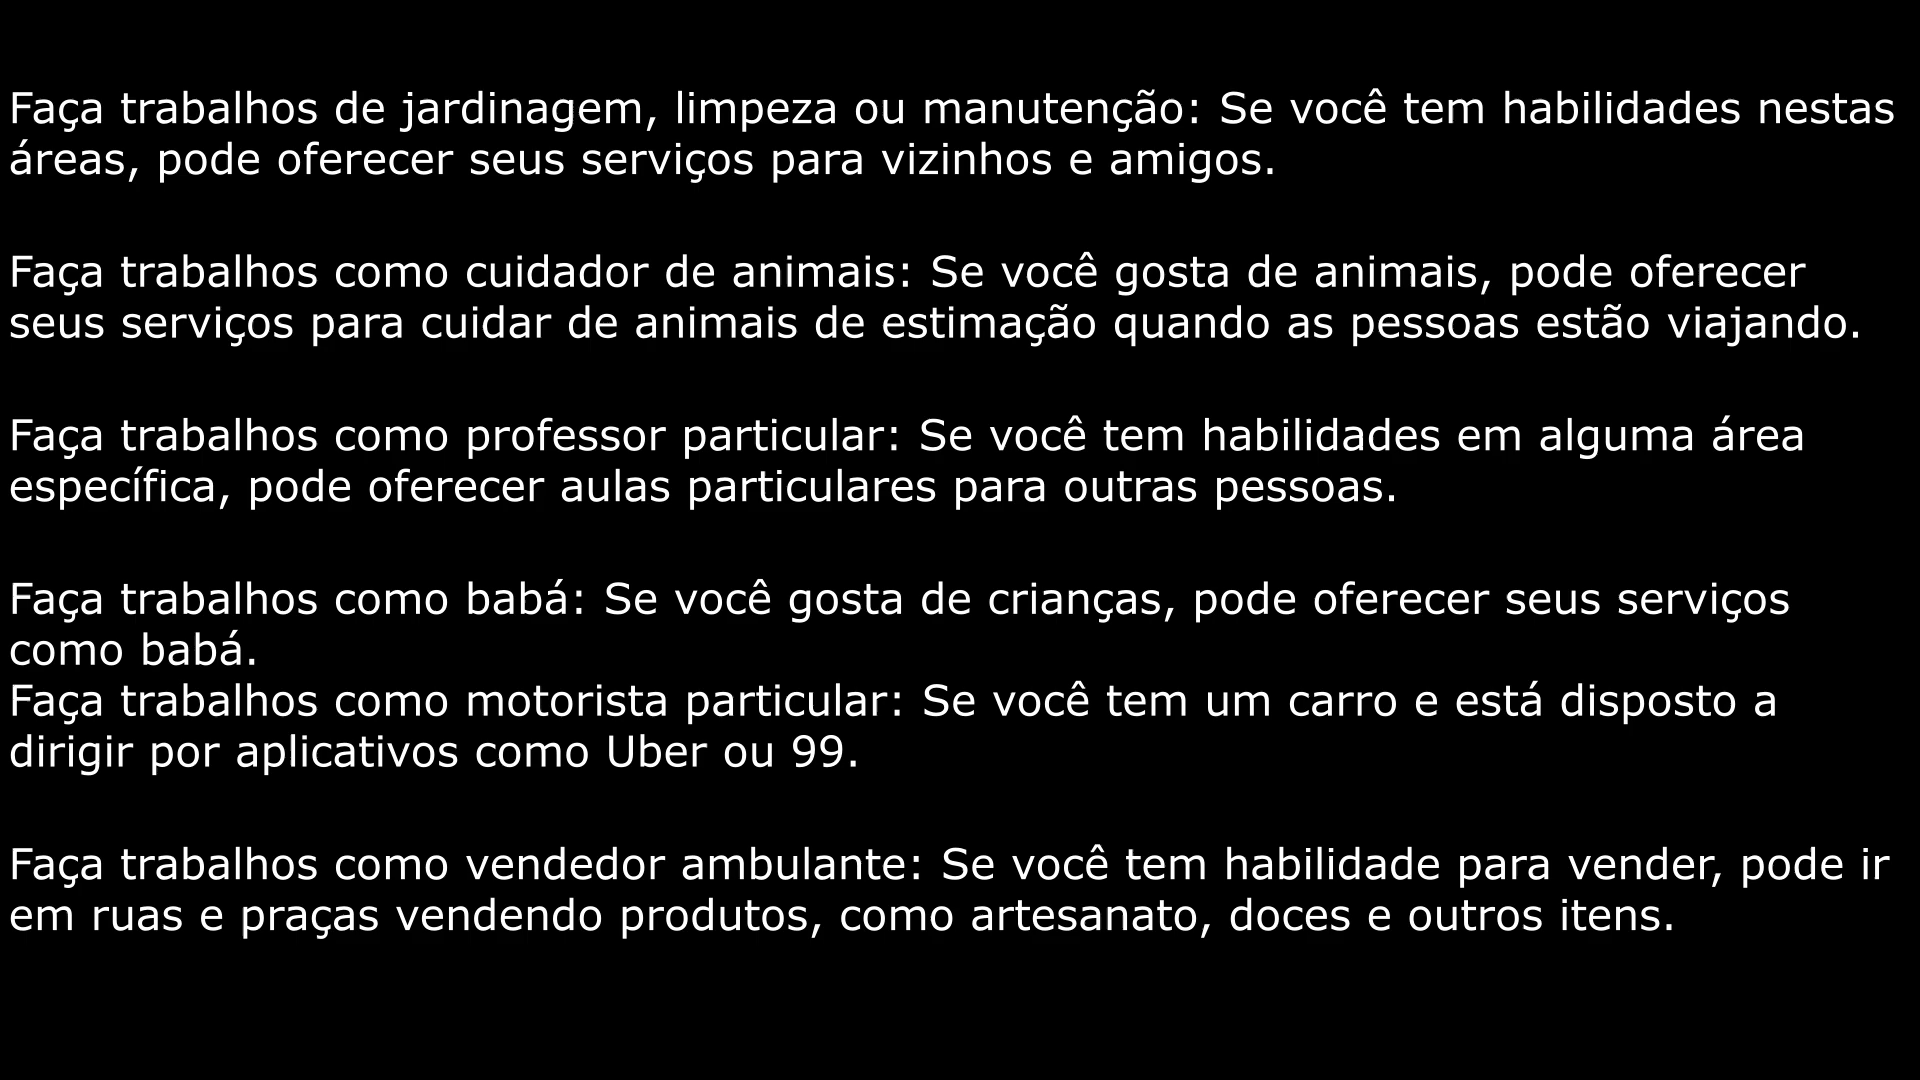 Faça trabalhos de jardinagem, limpeza ou manutenção: Se você tem habilidades nestas
áreas, pode oferecer seus serviços para vizinhos e amigos.
Faça trabalhos como cuidador de animais: Se você gosta de animais, pode oferecer
seus serviços para cuidar de animais de estimação quando as pessoas estão viajando.
Faça trabalhos como professor particular: Se você tem habilidades em alguma área
específica, pode oferecer aulas particulares para outras pessoas.
Faça trabalhos como babá: Se você gosta de crianças, pode oferecer seus serviços
como babá.
Faça trabalhos como motorista particular: Se você tem um carro e está disposto a
dirigir por aplicativos como Uber ou 99.
Faça trabalhos como vendedor ambulante: Se você tem habilidade para vender, pode ir
em ruas e praças vendendo produtos, como artesanato, doces e outros itens.